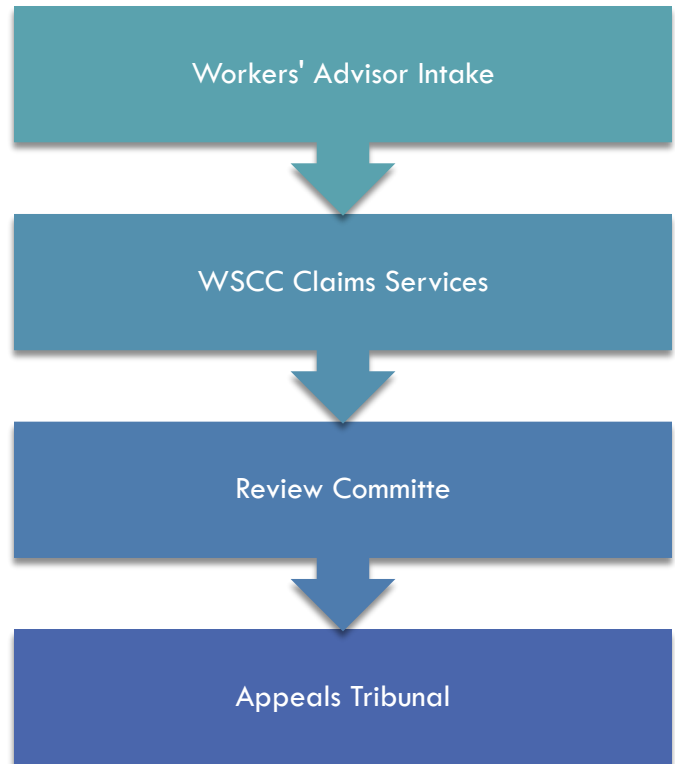 Workers' Advisor Intake
WSCC Claims Services
Review Committe
Appeals Tribunal